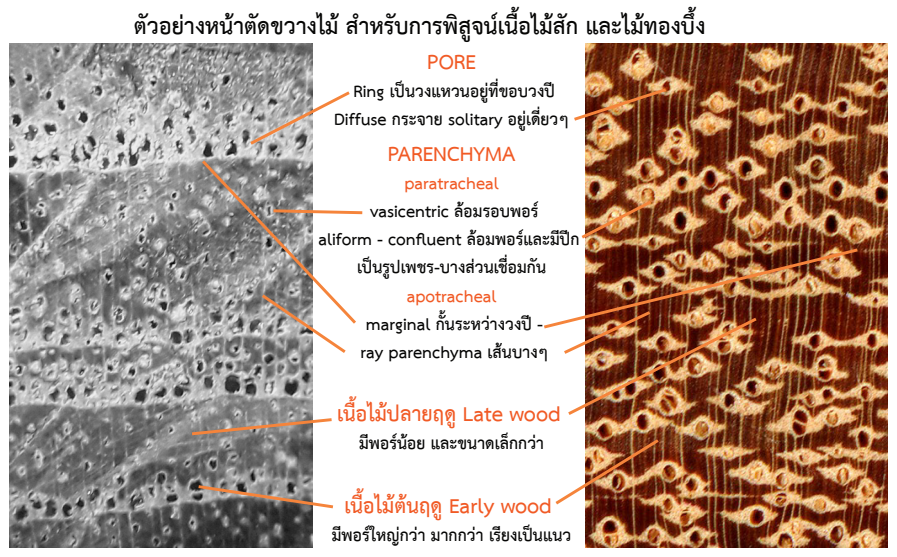 ตัวอย่างหน้าตัดขวางไม้ สำหรับการพิสูจน์เนื้อไม้สัก และไม้ทองบึ้ง
PORE
Ring เป็นวงแหวนอยู่ที่ขอบวงปี
Diffuse กระจาย solitary อยู่เดี่ยวๆ
PARENCHYMA
paratracheal
vasicentric ล้อมรอบพอร์
aliform - confluent ล้อมพอร์และมีปีก
เป็นรูปเพชร-บางส่วนเชื่อมกัน
apotracheal
marginal กั้นระหว่างวงปี -
ray parenchyma เส้นบางๆ
เนื้อไม้ปลายฤดู Late wood
มีพอร์น้อย และขนาดเล็กกว่า
เนื้อไม้ต้นฤดู Early wood
มีพอร์ใหญ่กว่า มากกว่า เรียงเป็นแนว